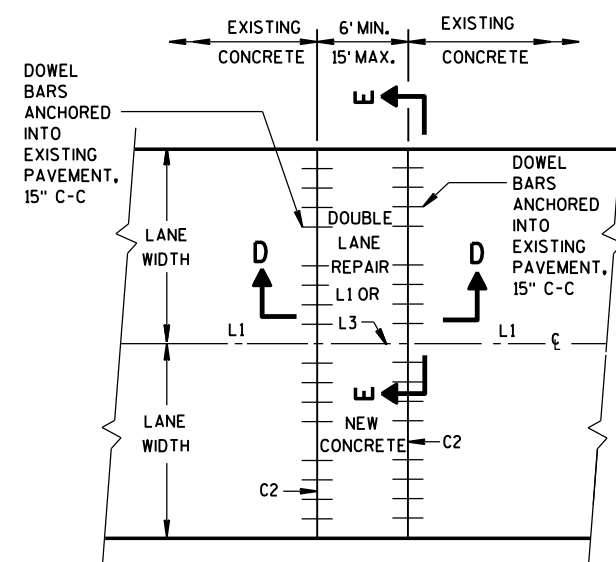 EXISTING
CONCRETE
6' MIN.
15' MAX.
EXISTING
CONCRETE
DOWEL
BARS
ANCHORED
INTO
EXISTING
PAVEMENT,
15" C-C
E
DOWEL
BARS
ANCHORED
INTO
EXISTING
PAVEMENT,
15" C-C
LANE
WIDTH
D
DOUBLE
LANE
REPAIR
L1 OR
L3
D
L1
L1
℄
E
LANE
WIDTH
NEW
CONCRETE
C2
C2